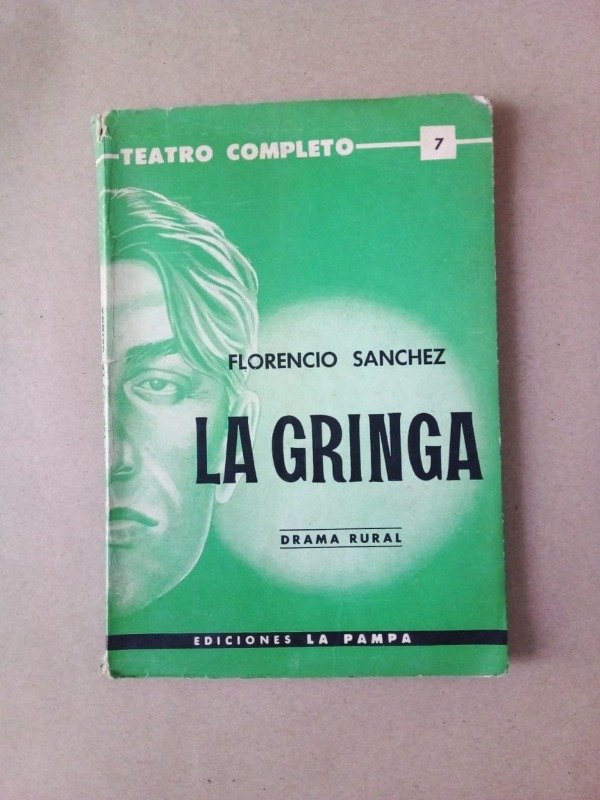 TEATRO COMPLETO 7
FLORENCIO SANCHEZ
LA GRINGA
DRAMA RURAL
EDICIONES LA PAMPA